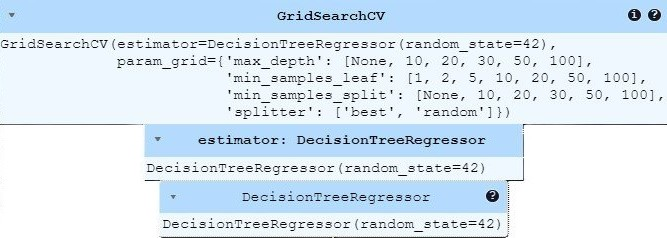 GridSearchCV
GridSearchCV(estimator=DecisionTreeRegressor(random_state=42),
param_grid={'max_depth': [None, 10, 20, 30, 50, 100],
'min_samples_leaf': [1, 2, 5, 10, 20, 50, 100],
'min_samples_split': [None, 10, 20, 30, 50, 100],
'splitter': ['best', 'random']})
estimator: DecisionTreeRegressor
DecisionTreeRegressor(random_state=42)
DecisionTreeRegressor ?
DecisionTreeRegressor(random_state=42)